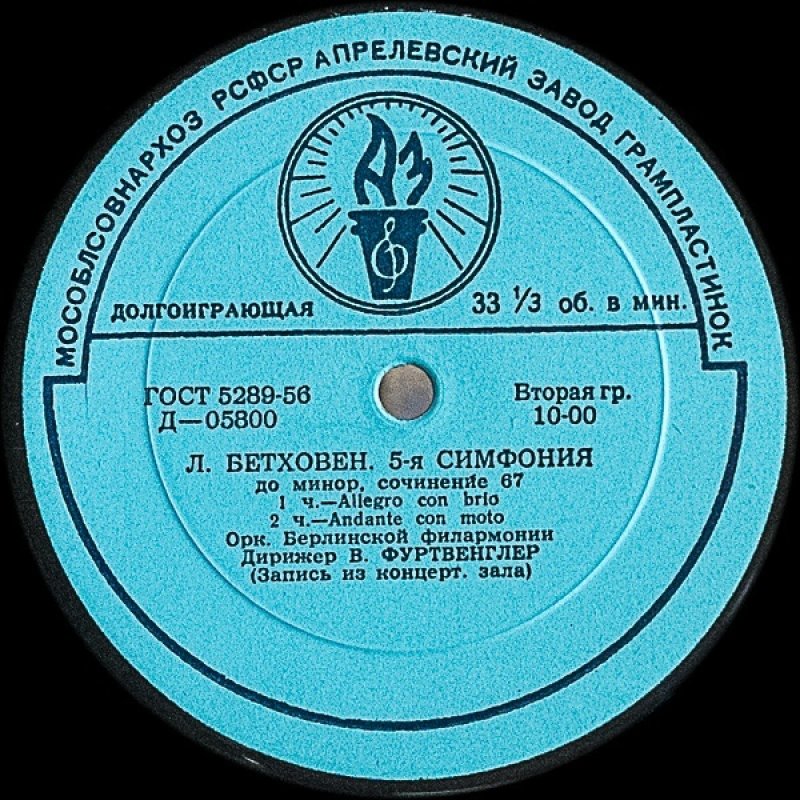 МОСОБЛСОВНАРХОЗ РСФСР АПРЕЛЕВСКИЙ ЗАВОД ГРАМПЛАСТИНОК
АЗ
ДОЛГОИГРАЮЩАЯ 33 ⅓ об. в мин.
ГОСТ 5289-56 Вторая гр.
Д—05800 10-00
Л. БЕТХОВЕН. 5-я СИМФОНИЯ
до минор, сочинение 67
1 ч.—Allegro con brio
2 ч.—Andante con moto
Орк. Берлинской филармонии
Дирижер В. ФУРТВЕНГЛЕР
(Запись из концерт. зала)